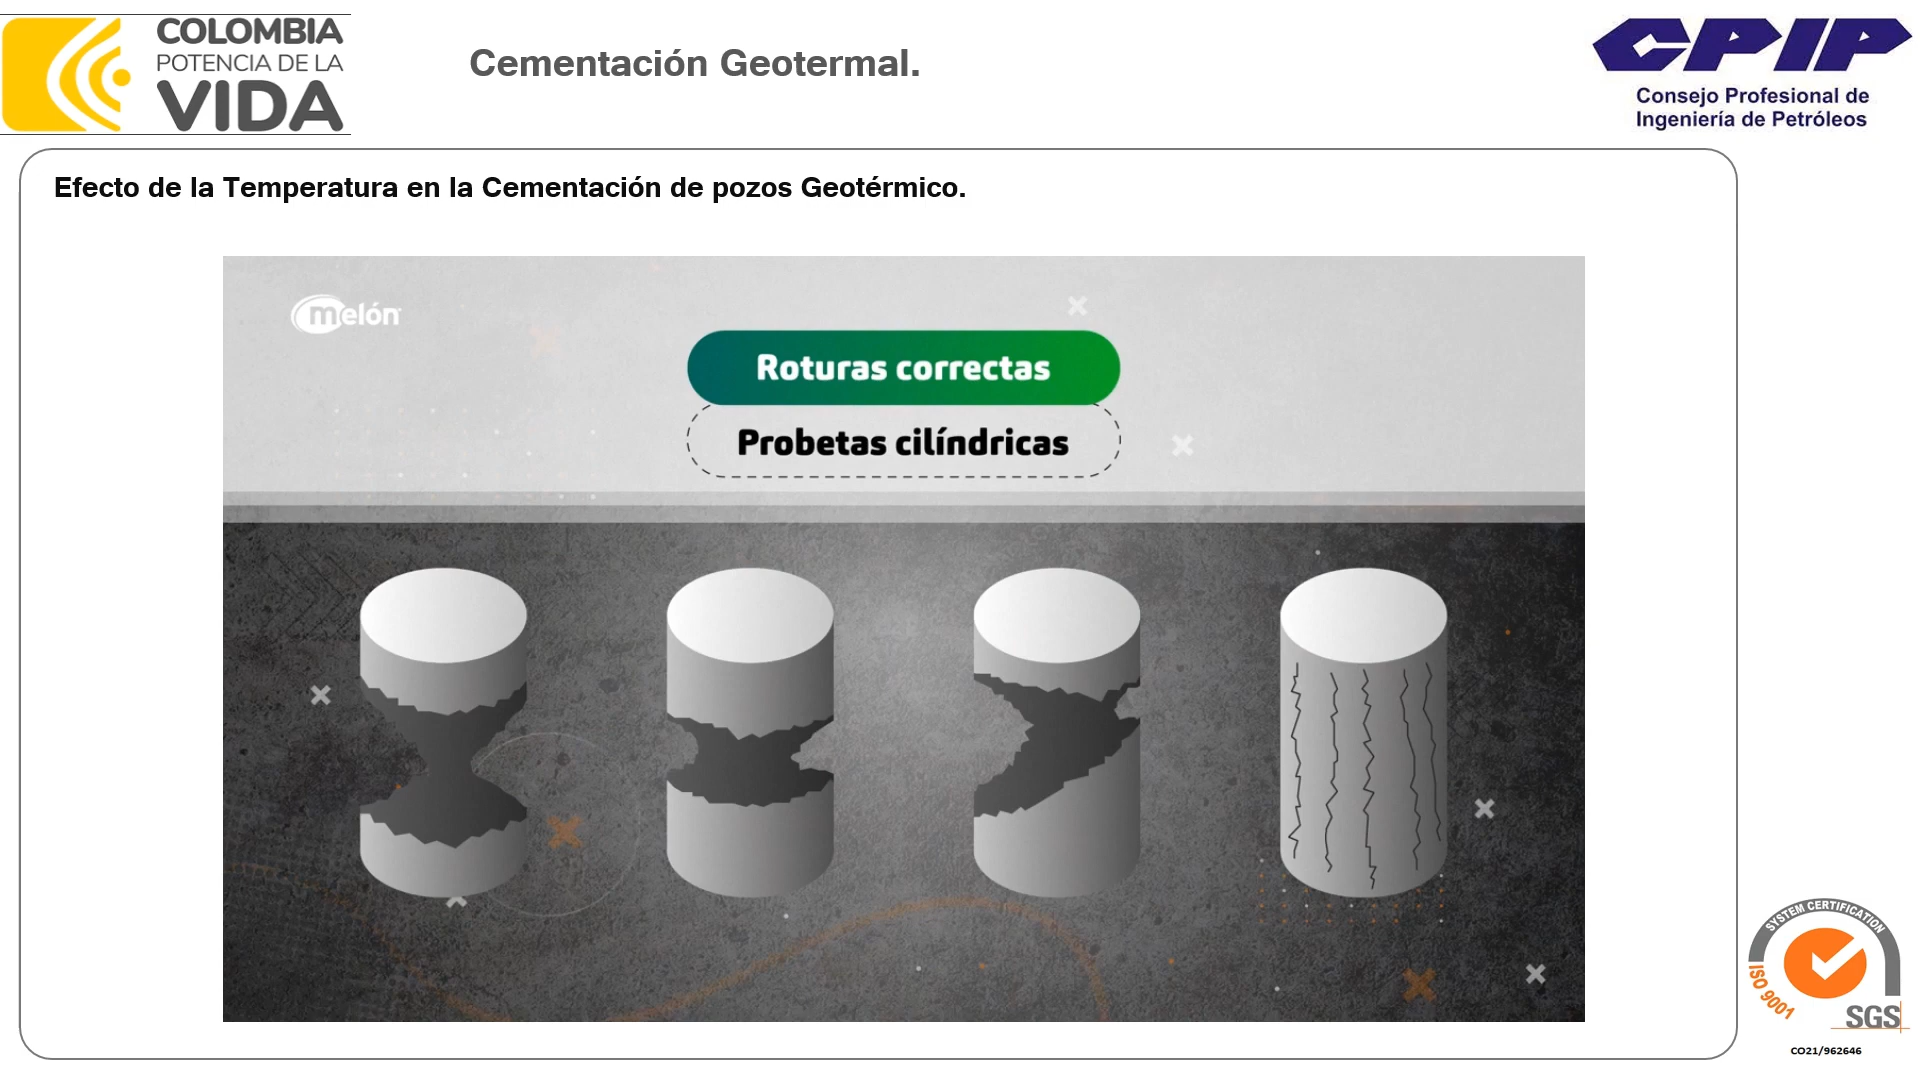 COLOMBIA
POTENCIA DE LA
VIDA
Cementación Geotermal.
CPIP
Consejo Profesional de
Ingeniería de Petróleos
Efecto de la Temperatura en la Cementación de pozos Geotérmico.
melón
Roturas correctas
Probetas cilíndricas
SYSTEM CERTIFICATION
ISO 9001
SGS
CO21/962646